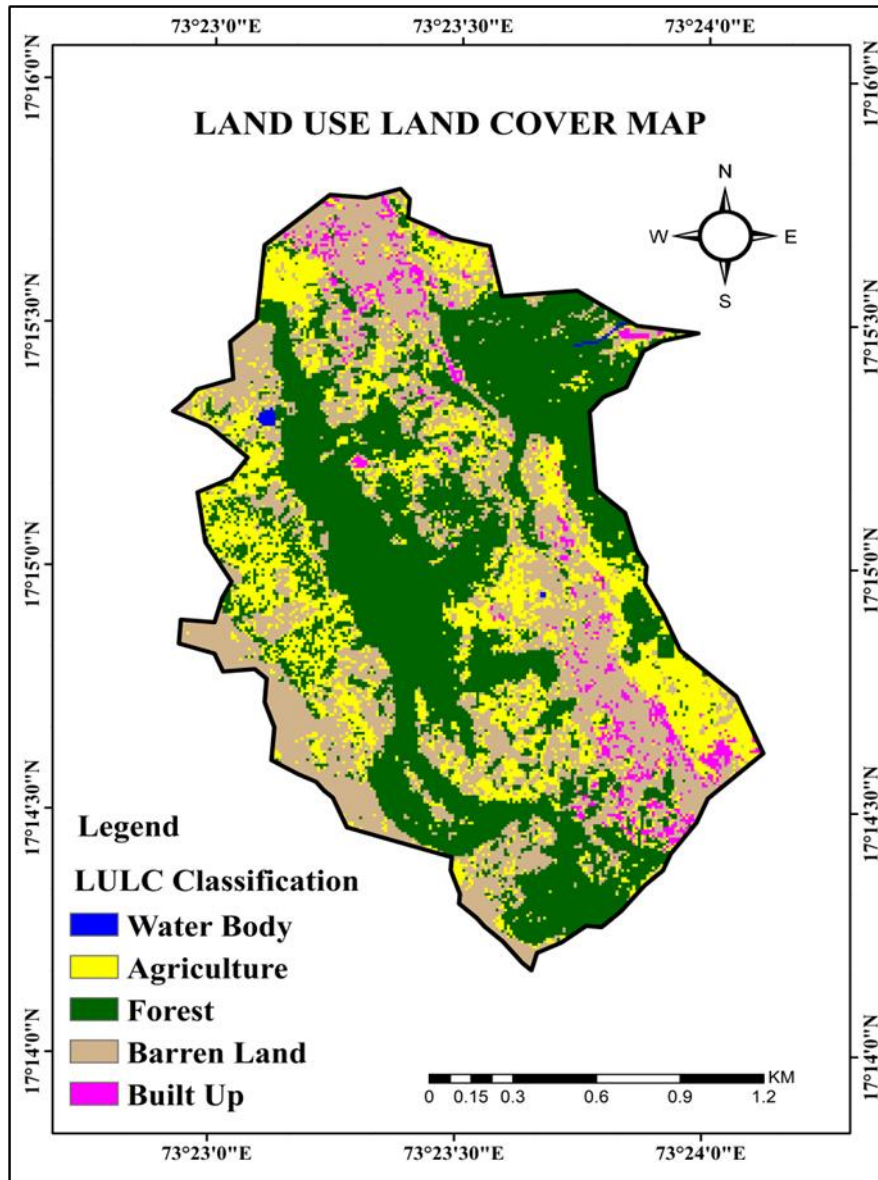 73°23'0"E 73°23'30"E 73°24'0"E
17°16'0"N 17°16'0"N
LAND USE LAND COVER MAP
N
W E
S
17°15'30"N 17°15'30"N
17°15'0"N 17°15'0"N
17°14'30"N 17°14'30"N
Legend
LULC Classification
Water Body
Agriculture
Forest
Barren Land
Built Up
17°14'0"N 17°14'0"N
KM
0 0.15 0.3 0.6 0.9 1.2
73°23'0"E 73°23'30"E 73°24'0"E